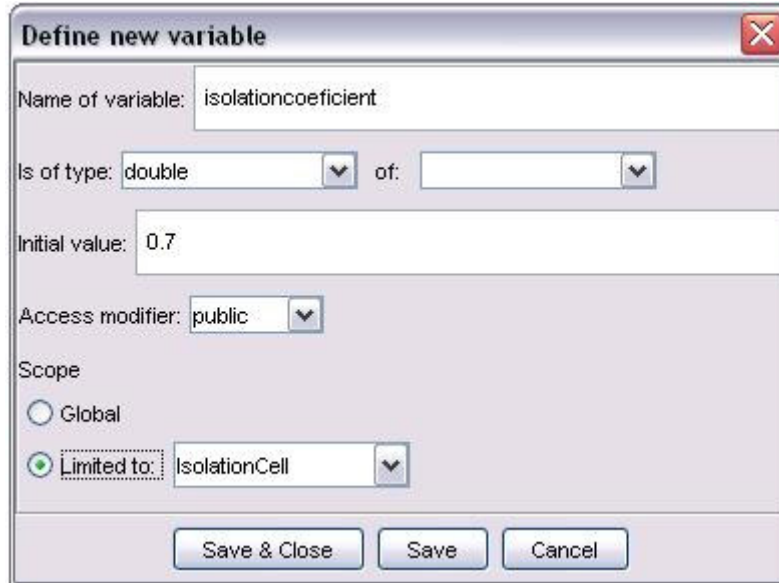 Define new variable
Name of variable: isolationcoeficient
Is of type: double of:
Initial value: 0.7
Access modifier: public
Scope
Global
Limited to: IsolationCell
Save & Close Save Cancel